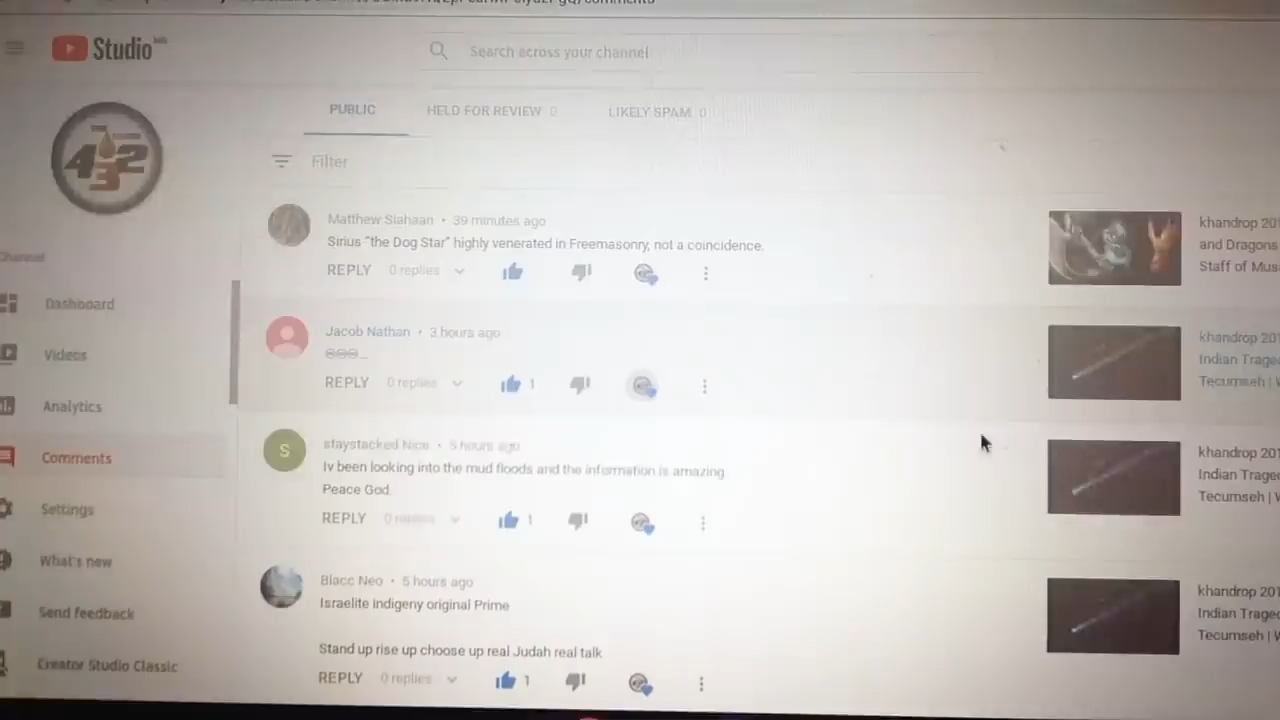 Studio
Search across your channel
432
PUBLIC
HELD FOR REVIEW 0
LIKELY SPAM 0
Filter
Channel
Dashboard
Videos
Analytics
Comments
Settings
What's new
Send feedback
Creator Studio Classic
Matthew Siahaan • 39 minutes ago
Sirius "the Dog Star" highly venerated in Freemasonry, not a coincidence.
REPLY 0 replies
khandrop 201
and Dragons
Staff of Mus
Jacob Nathan • 3 hours ago
REPLY 0 replies 1
khandrop 201
Indian Trage
Tecumseh | W
S
staystacked Nice • 5 hours ago
Iv been looking into the mud floods and the information is amazing
Peace God.
REPLY 0 replies 1
khandrop 201
Indian Trage
Tecumseh | W
Blacc Neo • 5 hours ago
Israelite Indigeny original Prime
Stand up rise up choose up real Judah real talk
REPLY 0 replies 1
khandrop 201
Indian Trage
Tecumseh | W